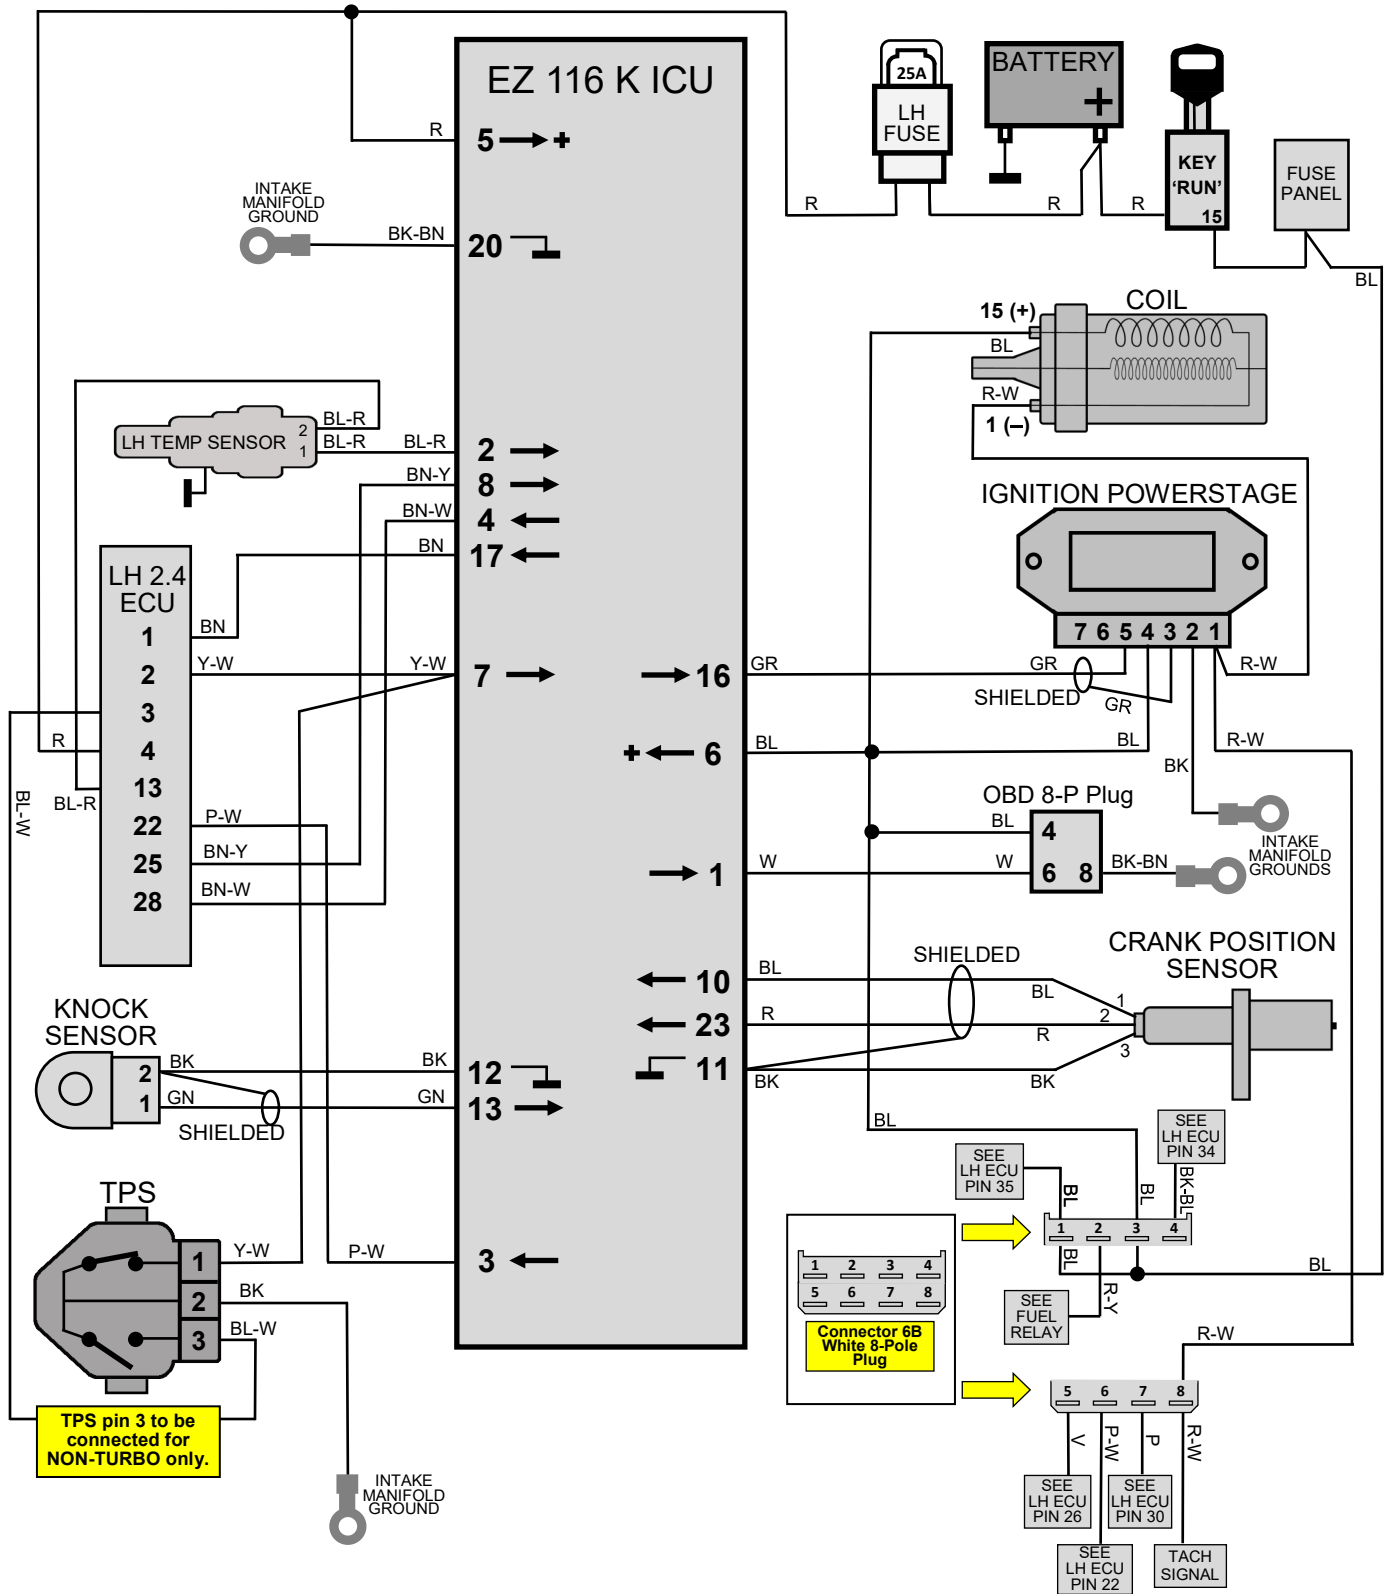 EZ 116 K ICU
R
5
+
INTAKE
MANIFOLD
GROUND
BK-BN
20
25A
LH
FUSE
BATTERY
+
KEY
'RUN'
15
FUSE
PANEL
R
R
R
BL
COIL
15 (+)
BL
R-W
1 (–)
LH TEMP SENSOR
2
1
BL-R
BL-R
BL-R
2
BN-Y
8
BN-W
4
BN
17
IGNITION POWERSTAGE
7 6 5 4 3 2 1
LH 2.4
ECU
1
BN
2
Y-W
Y-W
7
3
4
R
13
BL-R
BL-W
22
P-W
25
BN-Y
28
BN-W
16
GR
GR
SHIELDED
GR
R-W
+
6
BL
BL
R-W
BK
OBD 8-P Plug
BL
4
1
W
W
6 8
BK-BN
INTAKE
MANIFOLD
GROUNDS
SHIELDED
CRANK POSITION
SENSOR
10
BL
BL
1
23
R
R
2
11
BK
BK
3
KNOCK
SENSOR
2
BK
BK
12
1
GN
GN
13
SHIELDED
TPS
1
Y-W
2
BK
3
BL-W
P-W
3
TPS pin 3 to be
connected for
NON-TURBO only.
INTAKE
MANIFOLD
GROUND
BL
SEE
LH ECU
PIN 35
SEE
LH ECU
PIN 34
BL
BL
BK-BL
1 2 3 4
BL
R-Y
BL
SEE
FUEL
RELAY
1 2 3 4
5 6 7 8
Connector 6B
White 8-Pole
Plug
R-W
5 6 7 8
V
P-W
P
R-W
SEE
LH ECU
PIN 26
SEE
LH ECU
PIN 30
SEE
LH ECU
PIN 22
TACH
SIGNAL